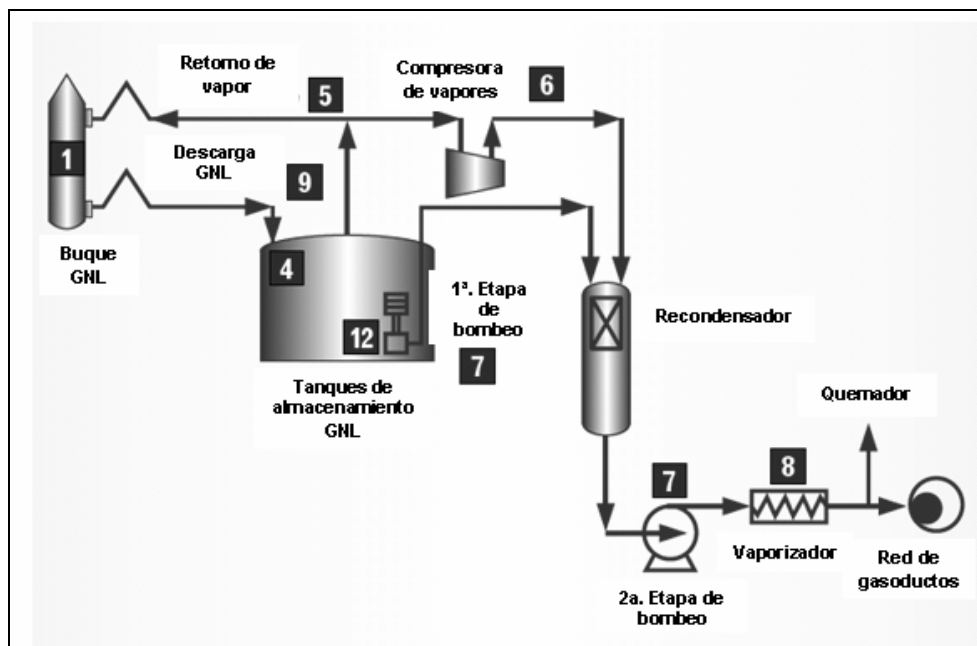 Retorno de
vapor
5
Compresora
de vapores
6
1
Descarga
GNL
9
Buque
GNL
4
12
1ª. Etapa
de
bombeo
7
Tanques de
almacenamiento
GNL
Recondensador
Quemador
7
8
Vaporizador
Red de
gasoductos
2a. Etapa de
bombeo